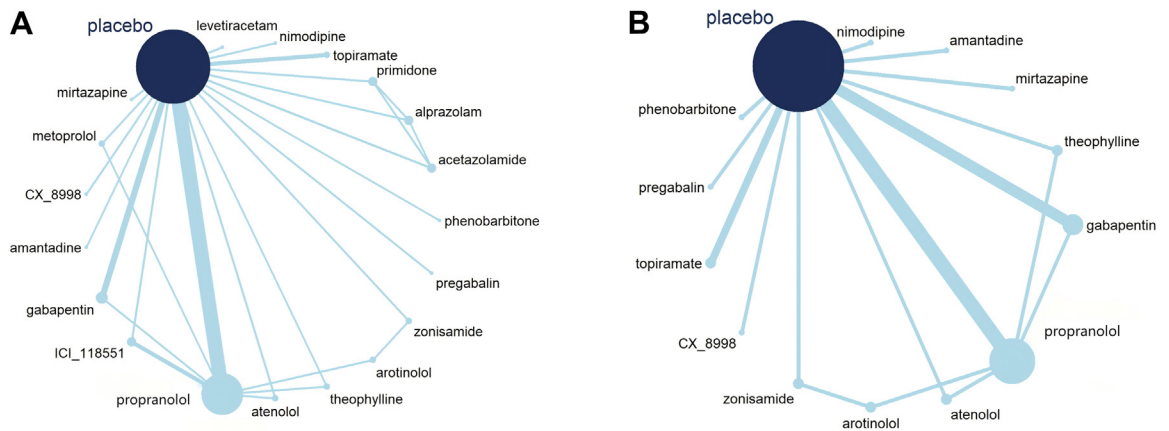 A
placebo
levetiracetam
nimodipine
topiramate
primidone
mirtazapine
alprazolam
metoprolol
acetazolamide
CX_8998
phenobarbitone
amantadine
pregabalin
gabapentin
zonisamide
ICI_118551
arotinolol
propranolol
theophylline
atenolol
B
placebo
nimodipine
amantadine
mirtazapine
phenobarbitone
theophylline
pregabalin
gabapentin
topiramate
propranolol
CX_8998
zonisamide
atenolol
arotinolol